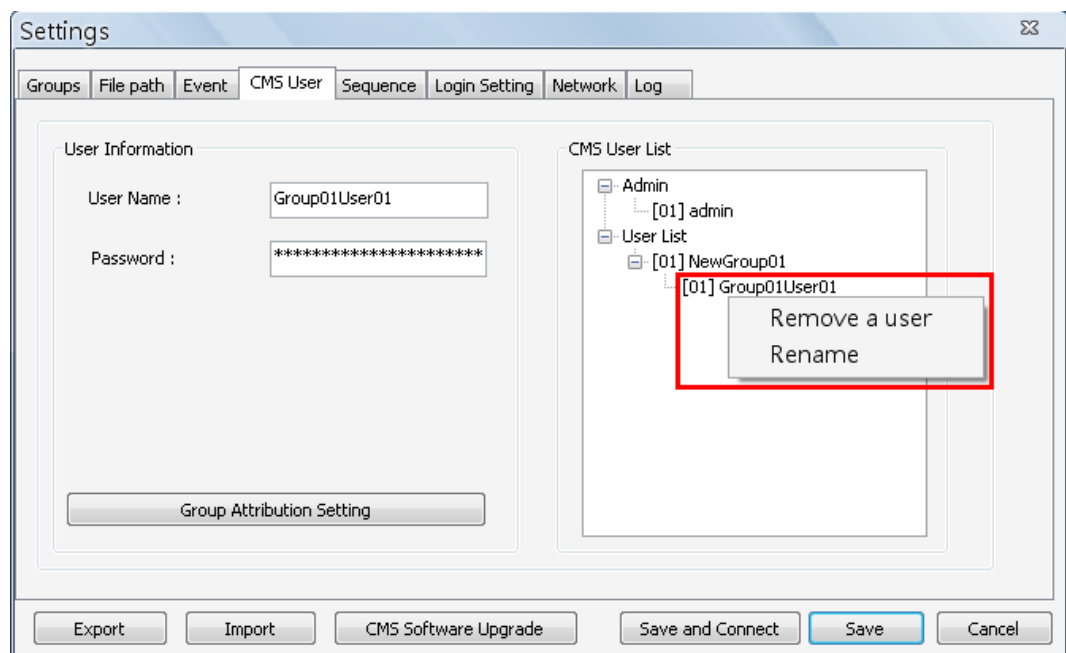 Settings
Groups File path Event CMS User Sequence Login Setting Network Log
User Information
User Name :
Group01User01
Password :
**********************
Group Attribution Setting
CMS User List
Admin
[01] admin
User List
[01] NewGroup01
[01] Group01User01
Remove a user
Rename
Export Import CMS Software Upgrade Save and Connect Save Cancel